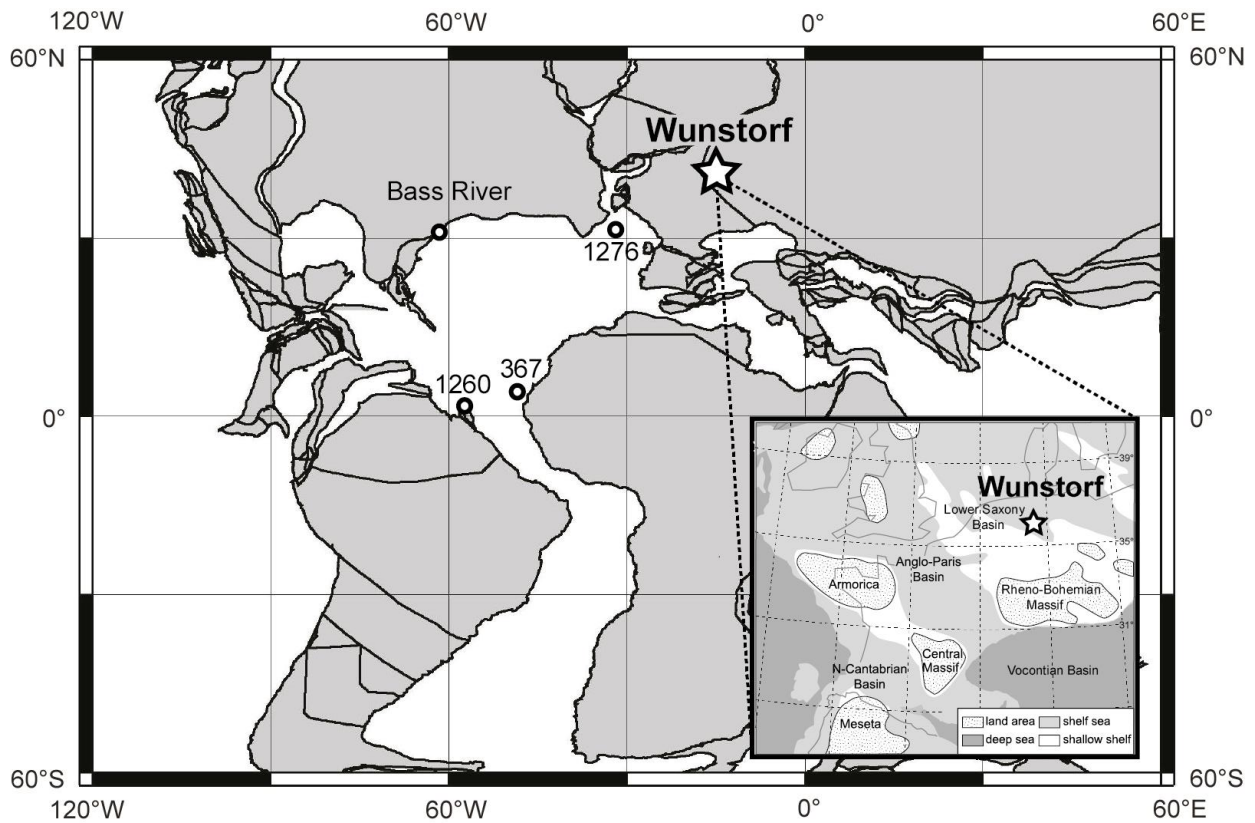 120°W 60°W 0° 60°E
60°N 60°N
Wunstorf
Bass River
1276
1260 367
0° 0°
Wunstorf
Lower Saxony
Basin
39°
35°
31°
Anglo-Paris
Basin
Armorica
Rheno-Bohemian
Massif
Central
Massif
N-Cantabrian
Basin
Vocontian Basin
Meseta
land area shelf sea
deep sea shallow shelf
60°S 60°S
120°W 60°W 0° 60°E